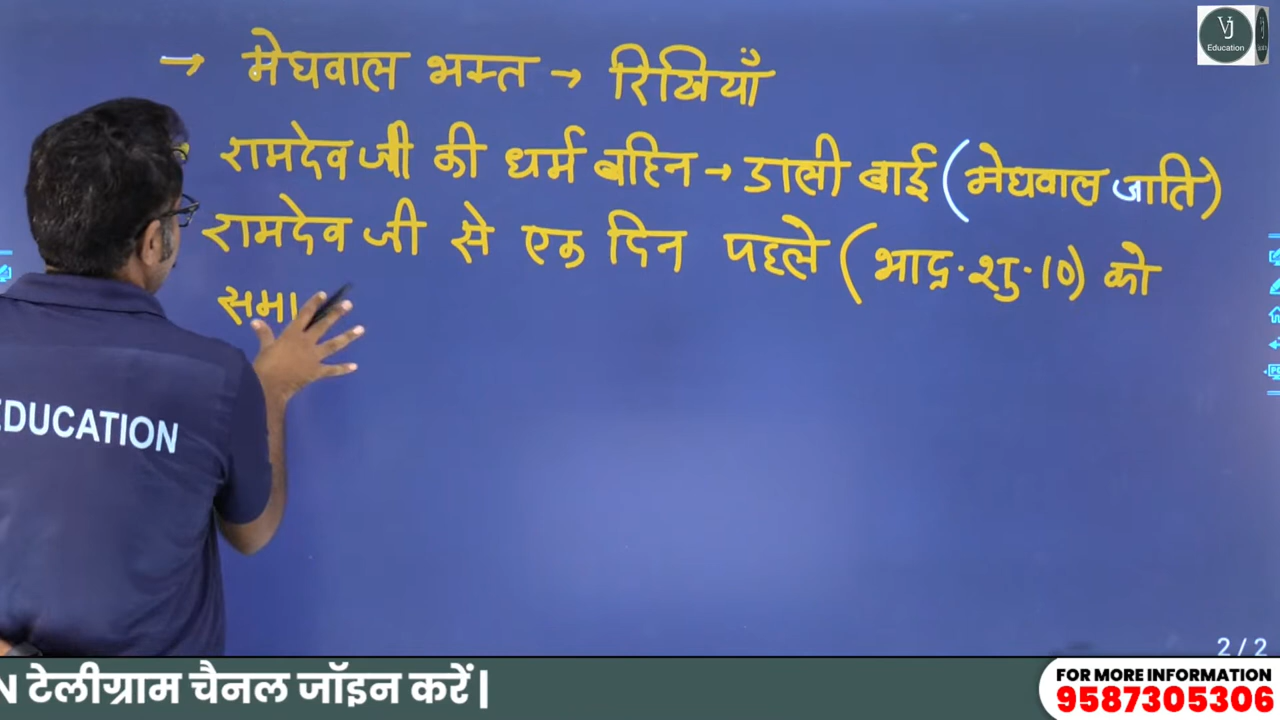 → मेघवाल भक्त → रिखियाँ
रामदेव जी की धर्म बहिन → डाली बाई (मेघवाल जाति)
रामदेव जी से एक दिन पहले (भाद्र.शु.10) को
समा
VJ
Education
EDUCATION
2/2
N टेलीग्राम चैनल जॉइन करें|
FOR MORE INFORMATION
9587305306